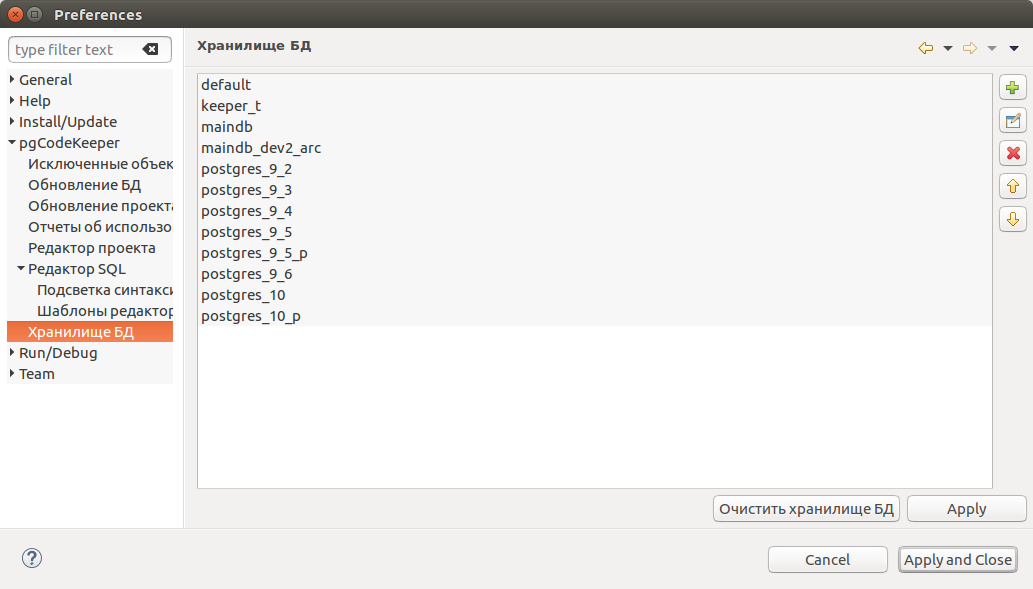 Preferences
type filter text
General
Help
Install/Update
pgCodeKeeper
Исключенные объек
Обновление БД
Обновление проекта
Отчеты об использо
Редактор проекта
Редактор SQL
Подсветка синтакси
Шаблоны редактор
Хранилище БД
Run/Debug
Team
Хранилище БД
default
keeper_t
maindb
maindb_dev2_arc
postgres_9_2
postgres_9_3
postgres_9_4
postgres_9_5
postgres_9_5_p
postgres_9_6
postgres_10
postgres_10_p
Очистить хранилище БД
Apply
?
Cancel
Apply and Close